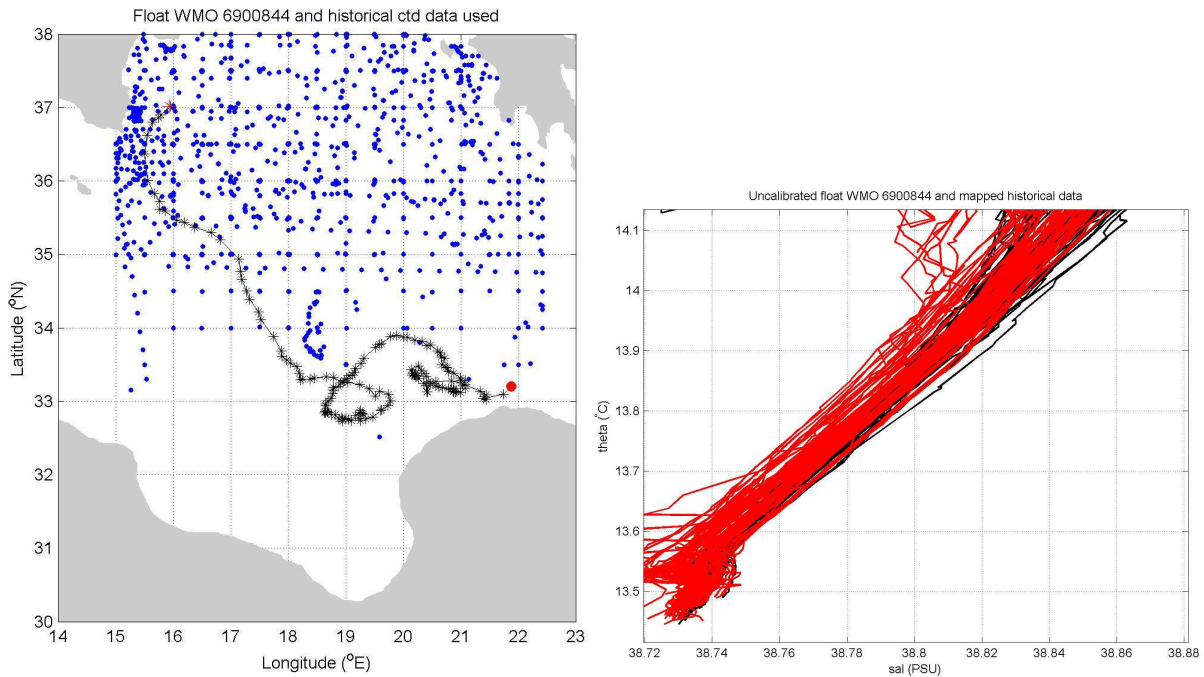 Float WMO 6900844 and historical ctd data used
38
37
36
35
34
33
32
31
30
Latitude (ºN)
14 15 16 17 18 19 20 21 22 23
Longitude (ºE)
Uncalibrated float WMO 6900844 and mapped historical data
14.1
14
13.9
13.8
13.7
13.6
13.5
theta (°C)
38.72 38.74 38.76 38.78 38.8 38.82 38.84 38.86 38.88
sal (PSU)